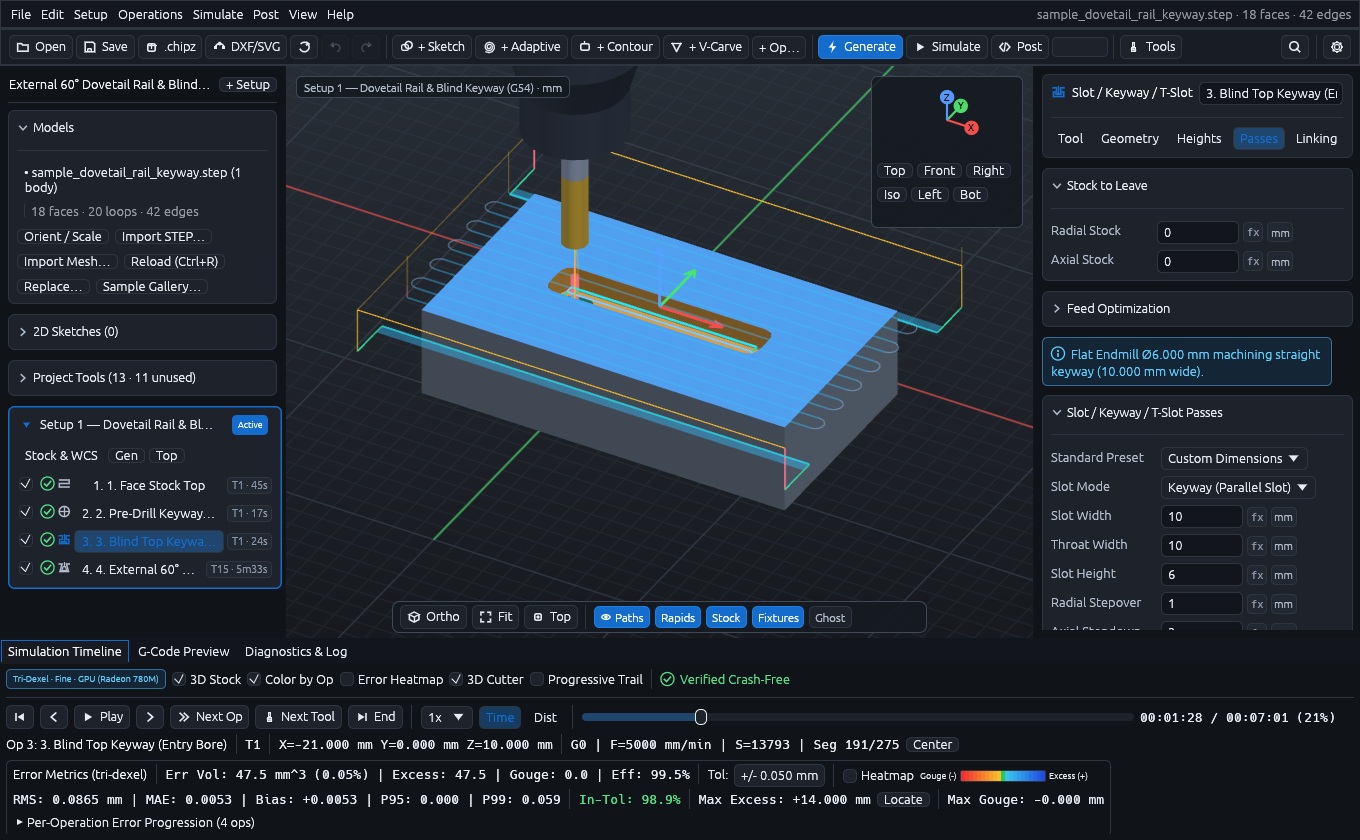 File Edit Setup Operations Simulate Post View Help
sample_dovetail_rail_keyway.step · 18 faces · 42 edges
Open Save .chipz DXF/SVG + Sketch + Adaptive + Contour + V-Carve + Op... Generate Simulate Post Tools
External 60° Dovetail Rail & Blind... + Setup
Models
• sample_dovetail_rail_keyway.step (1 body)
18 faces · 20 loops · 42 edges
Orient / Scale Import STEP...
Import Mesh... Reload (Ctrl+R)
Replace... Sample Gallery...
2D Sketches (0)
Project Tools (13 · 11 unused)
Setup 1 — Dovetail Rail & Bl... Active
Stock & WCS Gen Top
1. 1. Face Stock Top T1 · 45s
2. 2. Pre-Drill Keyway... T1 · 17s
3. 3. Blind Top Keywa... T1 · 24s
4. 4. External 60° ... T15 · 5m33s
Setup 1 — Dovetail Rail & Blind Keyway (G54) · mm
Z
Y
X
Top Front Right
Iso Left Bot
Ortho Fit Top Paths Rapids Stock Fixtures Ghost
Slot / Keyway / T-Slot 3. Blind Top Keyway (Er
Tool Geometry Heights Passes Linking
Stock to Leave
Radial Stock 0 fx mm
Axial Stock 0 fx mm
Feed Optimization
Flat Endmill Ø6.000 mm machining straight
keyway (10.000 mm wide).
Slot / Keyway / T-Slot Passes
Standard Preset Custom Dimensions
Slot Mode Keyway (Parallel Slot)
Slot Width 10 fx mm
Throat Width 10 fx mm
Slot Height 6 fx mm
Radial Stepover 1 fx mm
Simulation Timeline G-Code Preview Diagnostics & Log
Tri-Dexel · Fine · GPU (Radeon 780M) 3D Stock Color by Op Error Heatmap 3D Cutter Progressive Trail Verified Crash-Free
Play Next Op Next Tool End 1x Time Dist 00:01:28 / 00:07:01 (21%)
Op 3: 3. Blind Top Keyway (Entry Bore) T1 X=-21.000 mm Y=0.000 mm Z=10.000 mm G0 | F=5000 mm/min | S=13793 | Seg 191/275 Center
Error Metrics (tri-dexel) Err Vol: 47.5 mm^3 (0.05%) | Excess: 47.5 | Gouge: 0.0 | Eff: 99.5% Tol: +/- 0.050 mm Heatmap Gouge (-) Excess (+)
RMS: 0.0865 mm | MAE: 0.0053 | Bias: +0.0053 | P95: 0.000 | P99: 0.059 In-Tol: 98.9% Max Excess: +14.000 mm Locate Max Gouge: -0.000 mm
Per-Operation Error Progression (4 ops)